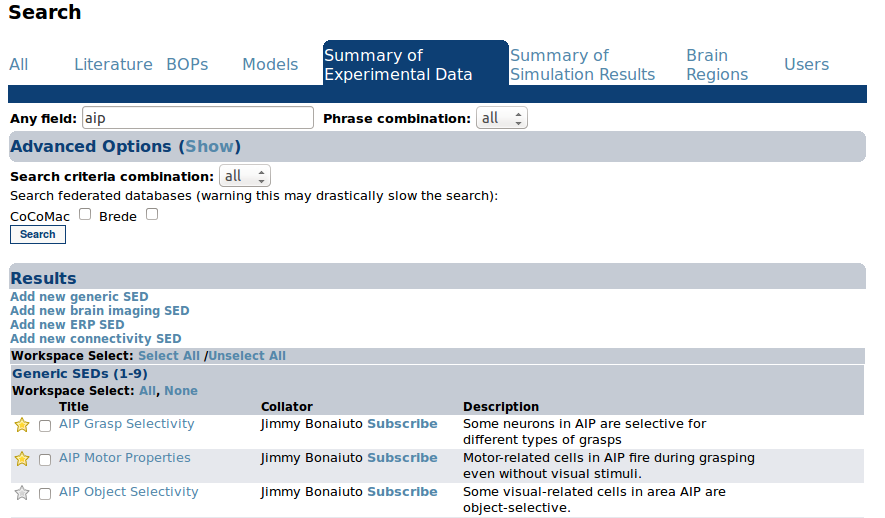 Search
All Literature BOPs Models Summary of Experimental Data Summary of Simulation Results Brain Regions Users
Any field: aip Phrase combination: all
Advanced Options (Show)
Search criteria combination: all
Search federated databases (warning this may drastically slow the search):
CoCoMac Brede
Search
Results
Add new generic SED
Add new brain imaging SED
Add new ERP SED
Add new connectivity SED
Workspace Select: Select All /Unselect All
Generic SEDs (1-9)
Workspace Select: All, None
Title Collator Description
AIP Grasp Selectivity Jimmy Bonaiuto Subscribe Some neurons in AIP are selective for
different types of grasps
AIP Motor Properties Jimmy Bonaiuto Subscribe Motor-related cells in AIP fire during grasping
even without visual stimuli.
AIP Object Selectivity Jimmy Bonaiuto Subscribe Some visual-related cells in area AIP are
object-selective.